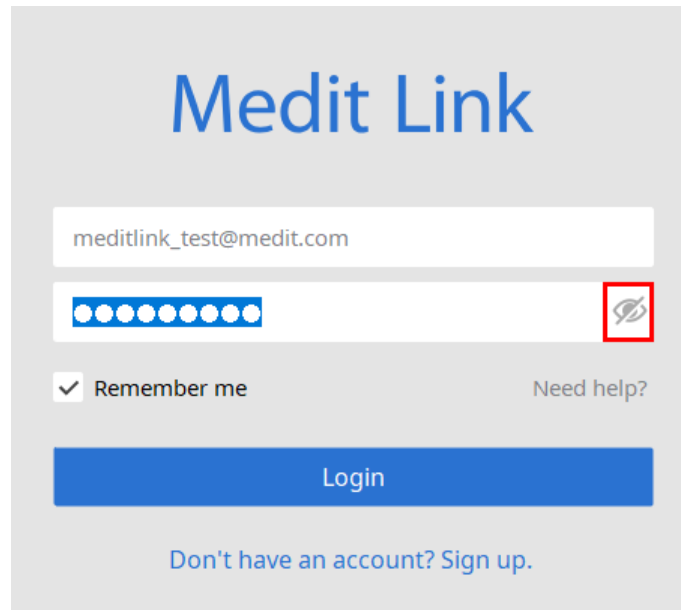 Medit Link
meditlink_test@medit.com
●●●●●●●●●
Remember me
Need help?
Login
Don't have an account? Sign up.